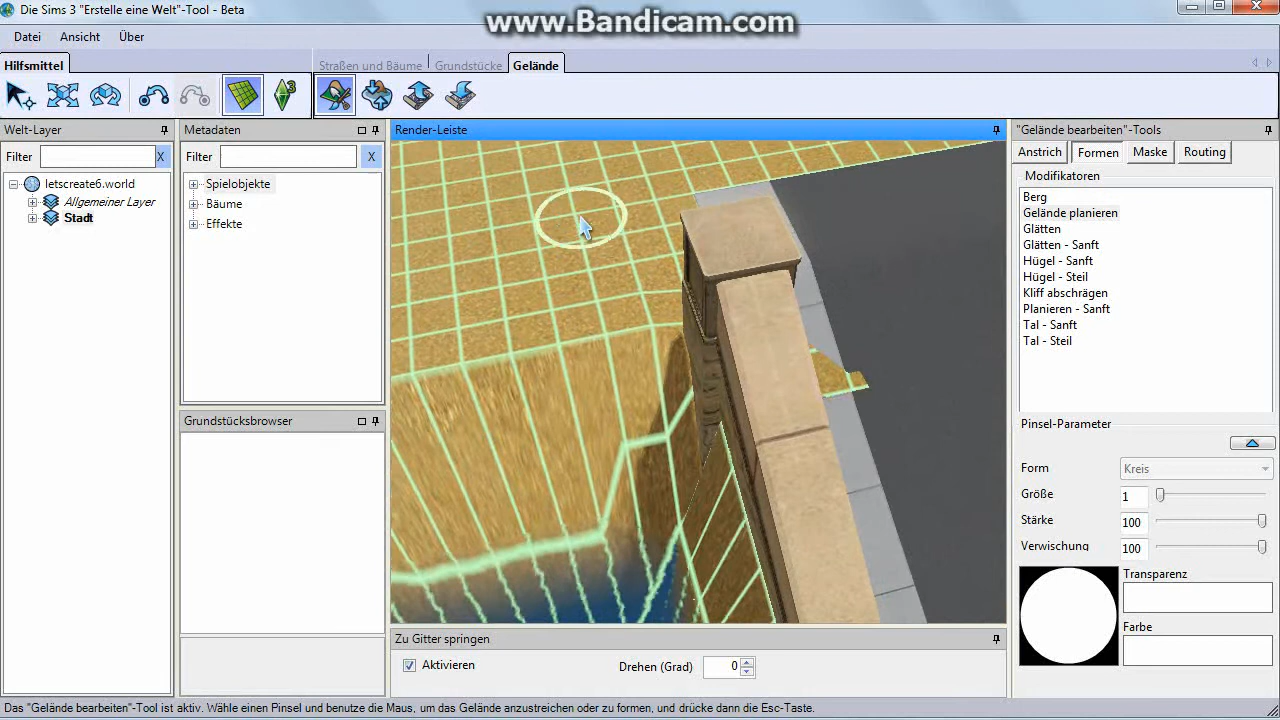 Die Sims 3 "Erstelle eine Welt"-Tool - Beta
www.Bandicam.com
Datei Ansicht Über
Hilfsmittel Straßen und Bäume Grundstücke Gelände
Welt-Layer
Filter X
letscreate6.world
Allgemeiner Layer
Stadt
Metadaten
Filter X
Spielobjekte
Bäume
Effekte
Grundstücksbrowser
Render-Leiste
Zu Gitter springen
Aktivieren Drehen (Grad) 0
"Gelände bearbeiten"-Tools
Anstrich Formen Maske Routing
Modifikatoren
Berg
Gelände planieren
Glätten
Glätten - Sanft
Hügel - Sanft
Hügel - Steil
Kliff abschrägen
Planieren - Sanft
Tal - Sanft
Tal - Steil
Pinsel-Parameter
Form Kreis
Größe 1
Stärke 100
Verwischung 100
Transparenz
Farbe
Das "Gelände bearbeiten"-Tool ist aktiv. Wähle einen Pinsel und benutze die Maus, um das Gelände anzustreichen oder zu formen, und drücke dann die Esc-Taste.